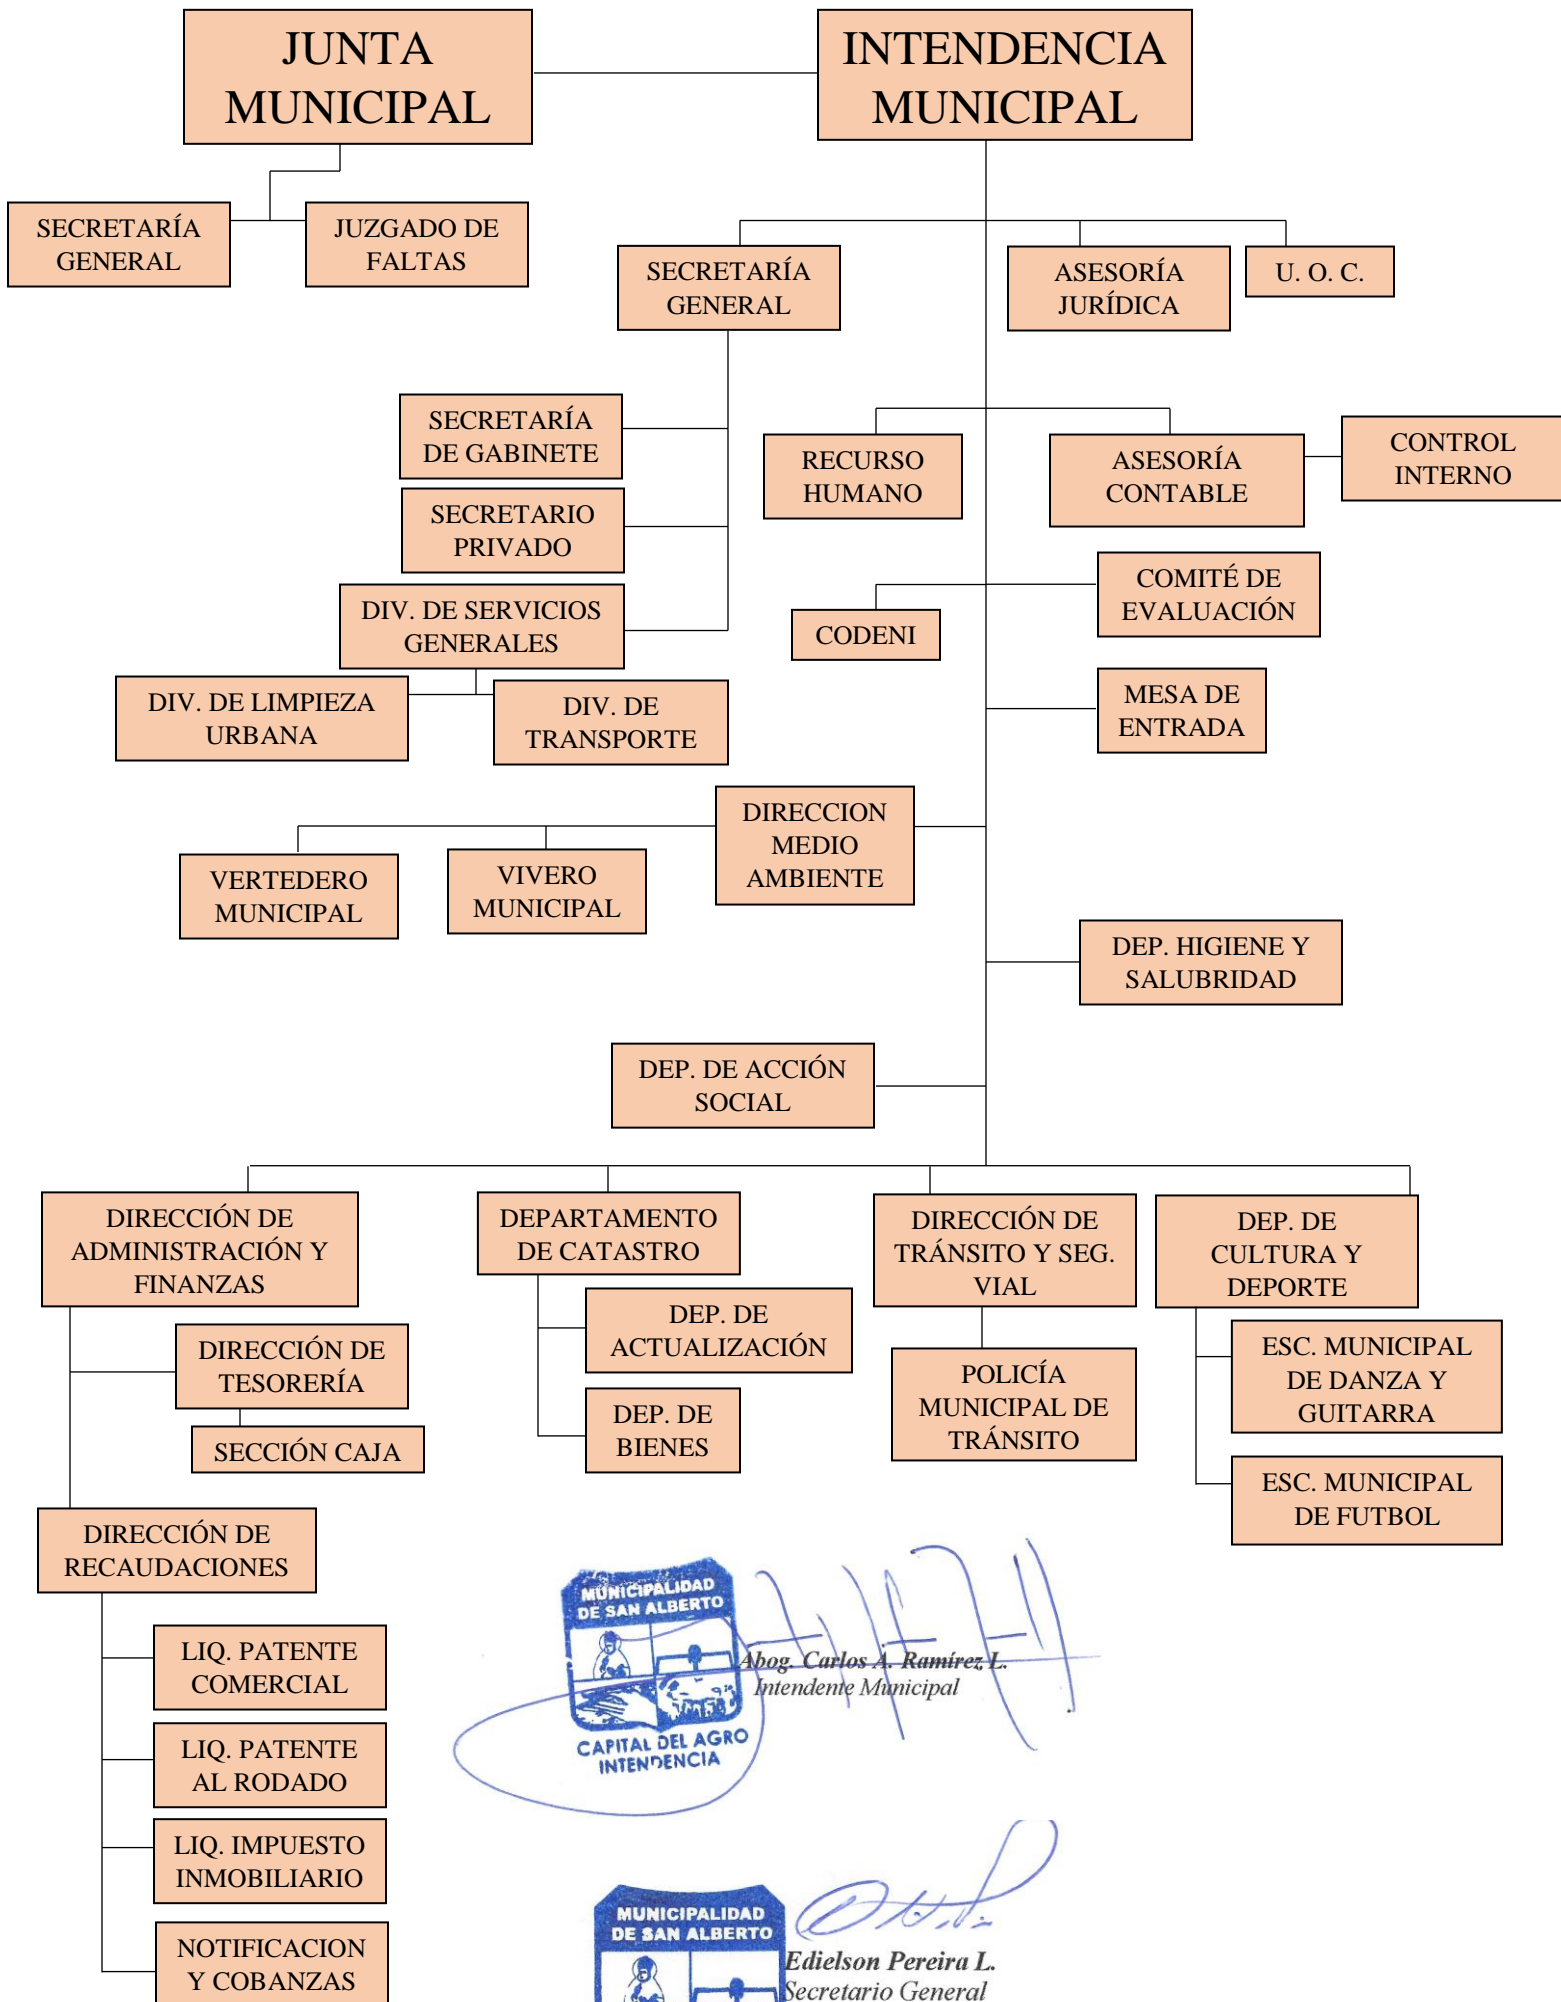 JUNTA
MUNICIPAL
INTENDENCIA
MUNICIPAL
SECRETARÍA
GENERAL
JUZGADO DE
FALTAS
SECRETARÍA
GENERAL
ASESORÍA
JURÍDICA
U. O. C.
SECRETARÍA
DE GABINETE
SECRETARIO
PRIVADO
DIV. DE SERVICIOS
GENERALES
DIV. DE LIMPIEZA
URBANA
DIV. DE
TRANSPORTE
RECURSO
HUMANO
ASESORÍA
CONTABLE
CONTROL
INTERNO
CODENI
COMITÉ DE
EVALUACIÓN
MESA DE
ENTRADA
DIRECCION
MEDIO
AMBIENTE
VERTEDERO
MUNICIPAL
VIVERO
MUNICIPAL
DEP. HIGIENE Y
SALUBRIDAD
DEP. DE ACCIÓN
SOCIAL
DIRECCIÓN DE
ADMINISTRACIÓN Y
FINANZAS
DIRECCIÓN DE
TESORERÍA
SECCIÓN CAJA
DIRECCIÓN DE
RECAUDACIONES
LIQ. PATENTE
COMERCIAL
LIQ. PATENTE
AL RODADO
LIQ. IMPUESTO
INMOBILIARIO
NOTIFICACION
Y COBANZAS
DEPARTAMENTO
DE CATASTRO
DEP. DE
ACTUALIZACIÓN
DEP. DE
BIENES
DIRECCIÓN DE
TRÁNSITO Y SEG.
VIAL
POLICÍA
MUNICIPAL DE
TRÁNSITO
DEP. DE
CULTURA Y
DEPORTE
ESC. MUNICIPAL
DE DANZA Y
GUITARRA
ESC. MUNICIPAL
DE FUTBOL
MUNICIPALIDAD
DE SAN ALBERTO
CAPITAL DEL AGRO
INTENDENCIA
Abog. Carlos A. Ramírez L.
Intendente Municipal
MUNICIPALIDAD
DE SAN ALBERTO
Edielson Pereira L.
Secretario General